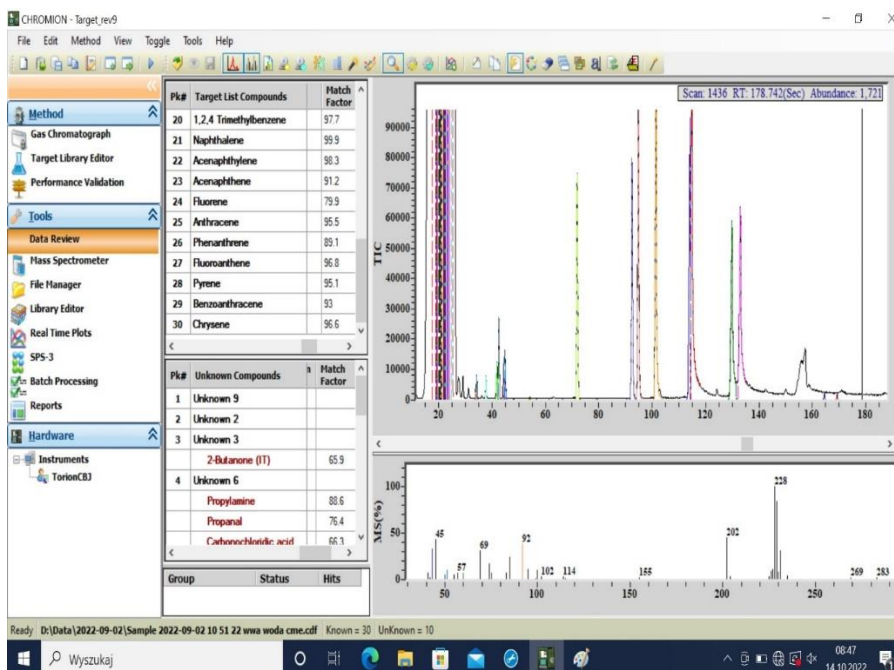 CHROMION - Target_rev9
File Edit Method View Toggle Tools Help
Method
Gas Chromatograph
Target Library Editor
Performance Validation
Tools
Data Review
Mass Spectrometer
File Manager
Library Editor
Real Time Plots
SPS-3
Batch Processing
Reports
Hardware
Instruments
TorionCBJ
Pk# Target List Compounds Match Factor
20 1,2,4 Trimethylbenzene 97.7
21 Naphthalene 99.9
22 Acenaphthylene 98.3
23 Acenaphthene 91.2
24 Fluorene 79.9
25 Anthracene 95.5
26 Phenanthrene 89.1
27 Fluoroanthene 96.8
28 Pyrene 95.1
29 Benzoanthracene 93
30 Chrysene 96.6
Pk# Unknown Compounds Match Factor
1 Unknown 9
2 Unknown 2
3 Unknown 3
2-Butanone (IT) 65.9
4 Unknown 6
Propylamine 88.6
Propanal 76.4
Carbonochloridic acid 66.3
Group Status Hits
Scan: 1436 RT: 178.742(Sec) Abundance: 1,721
TIC
90000
80000
70000
60000
50000
40000
30000
20000
10000
0
20 40 60 80 100 120 140 160 180
MS(%)
100
50
0
45 57 69 92 102 114 155 202 228 269 283
50 100 150 200 250
Ready D:\Data\2022-09-02\Sample 2022-09-02 10 51 22 wwa woda cme.cdf Known = 30 UnKnown = 10
Wyszukaj
08:47
14.10.2022